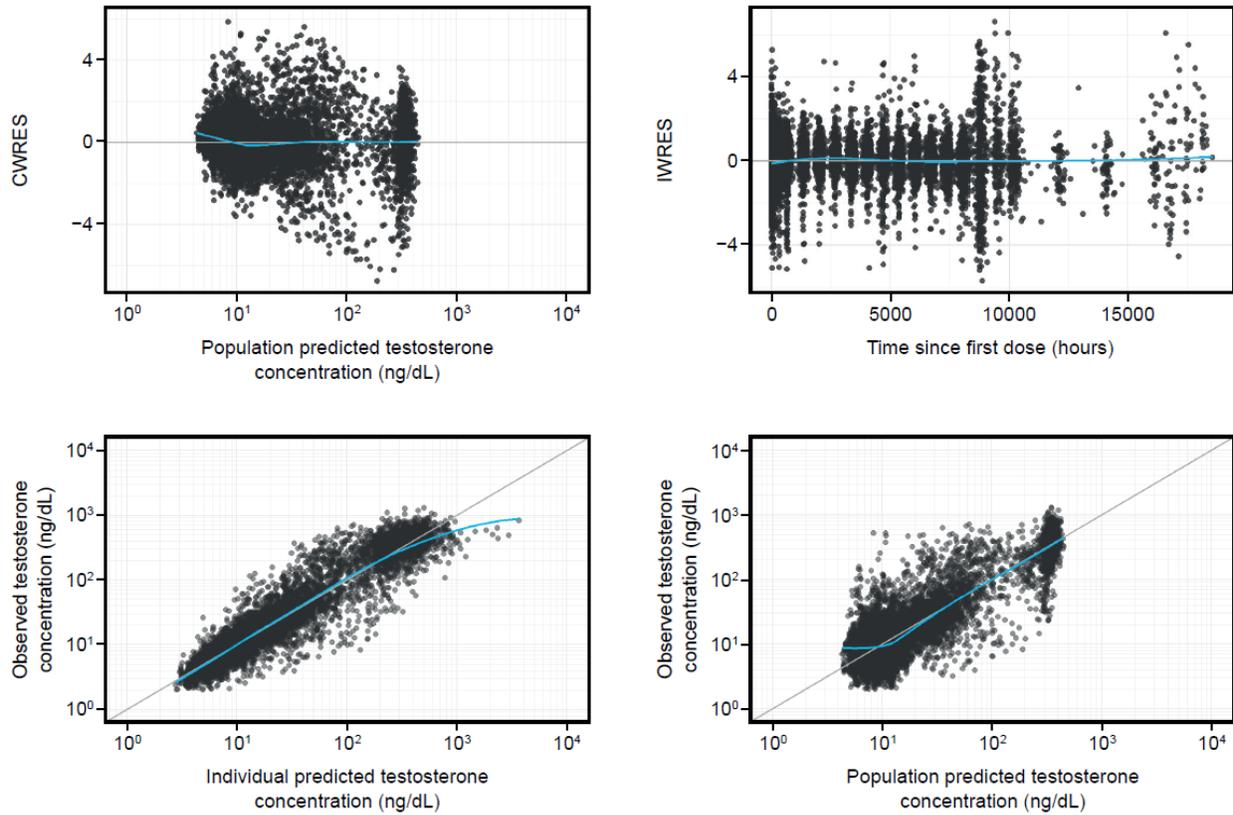 CWRES
4
0
−4
10⁰ 10¹ 10² 10³ 10⁴
Population predicted testosterone
concentration (ng/dL)
IWRES
4
0
−4
0 5000 10000 15000
Time since first dose (hours)
Observed testosterone
concentration (ng/dL)
10⁴
10³
10²
10¹
10⁰
10⁰ 10¹ 10² 10³ 10⁴
Individual predicted testosterone
concentration (ng/dL)
Observed testosterone
concentration (ng/dL)
10⁴
10³
10²
10¹
10⁰
10⁰ 10¹ 10² 10³ 10⁴
Population predicted testosterone
concentration (ng/dL)